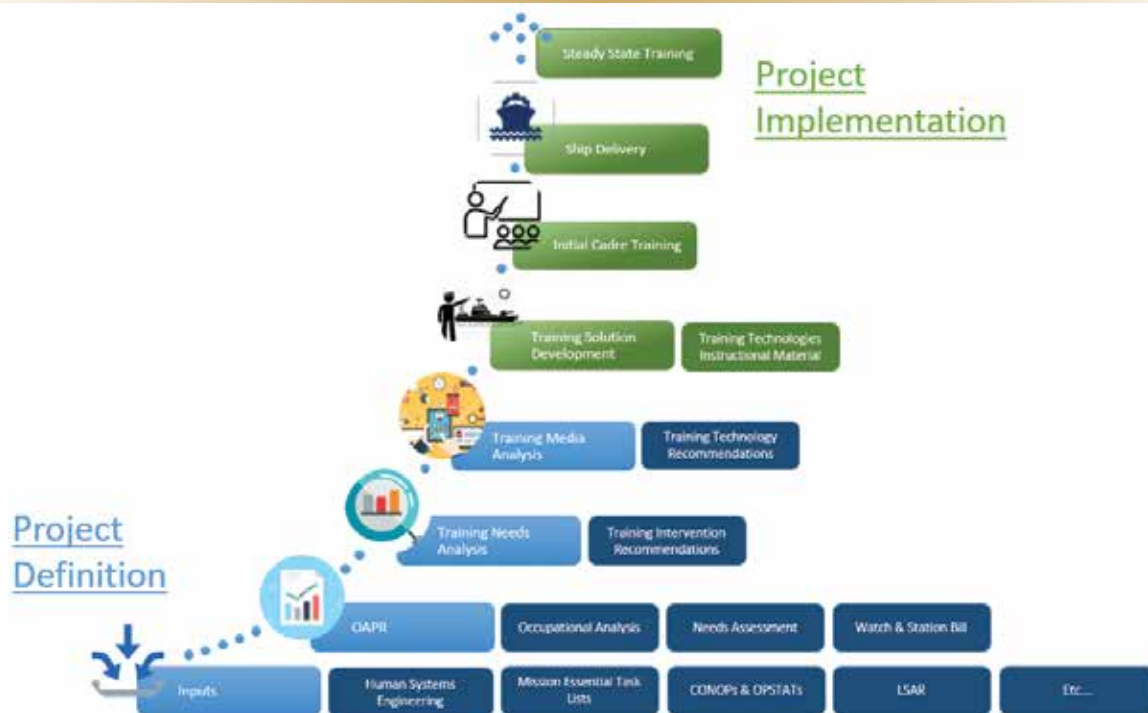 Steady State Training
Project
Implementation
Ship Delivery
Initial Cadre Training
Training Solution
Development
Training Technologies
Instructional Material
Training Media
Analysis
Training Technology
Recommendations
Project
Definition
Training Needs
Analysis
Training Intervention
Recommendations
OAPR
Occupational Analysis
Needs Assessment
Watch & Station Bill
Inputs
Human Systems
Engineering
Mission Essential Task
Lists
CONOPs & OPSTATs
LSAR
Etc...